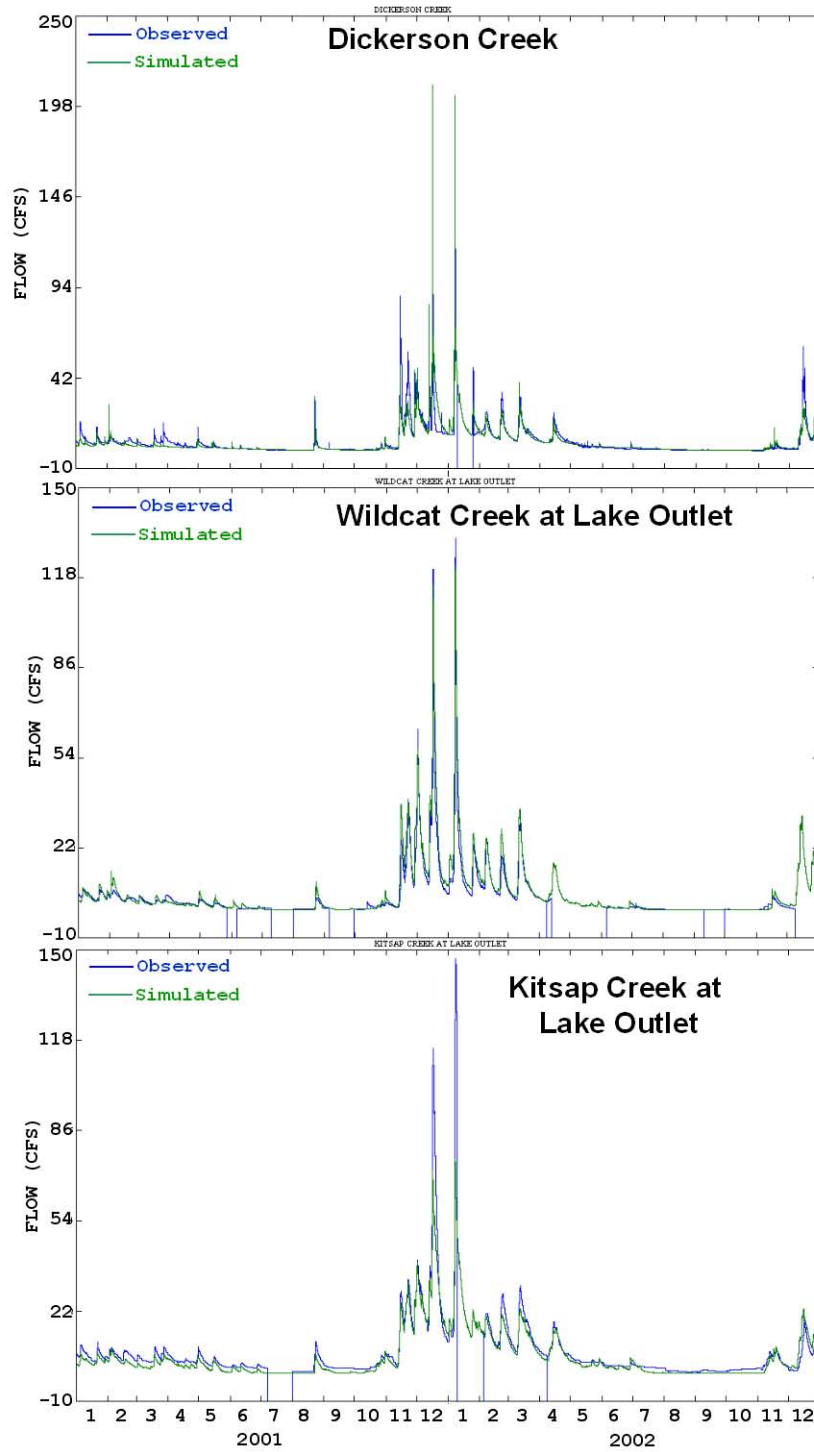 DICKERSON CREEK
250
Observed
Dickerson Creek
Simulated
198
146
FLOW (CFS)
94
42
-10
WILDCAT CREEK AT LAKE OUTLET
150
Observed
Wildcat Creek at Lake Outlet
Simulated
118
86
FLOW (CFS)
54
22
-10
KITSAP CREEK AT LAKE OUTLET
150
Observed
Kitsap Creek at
Simulated
Lake Outlet
118
86
FLOW (CFS)
54
22
-10
1 2 3 4 5 6 7 8 9 10 11 12 1 2 3 4 5 6 7 8 9 10 11 12
2001 2002